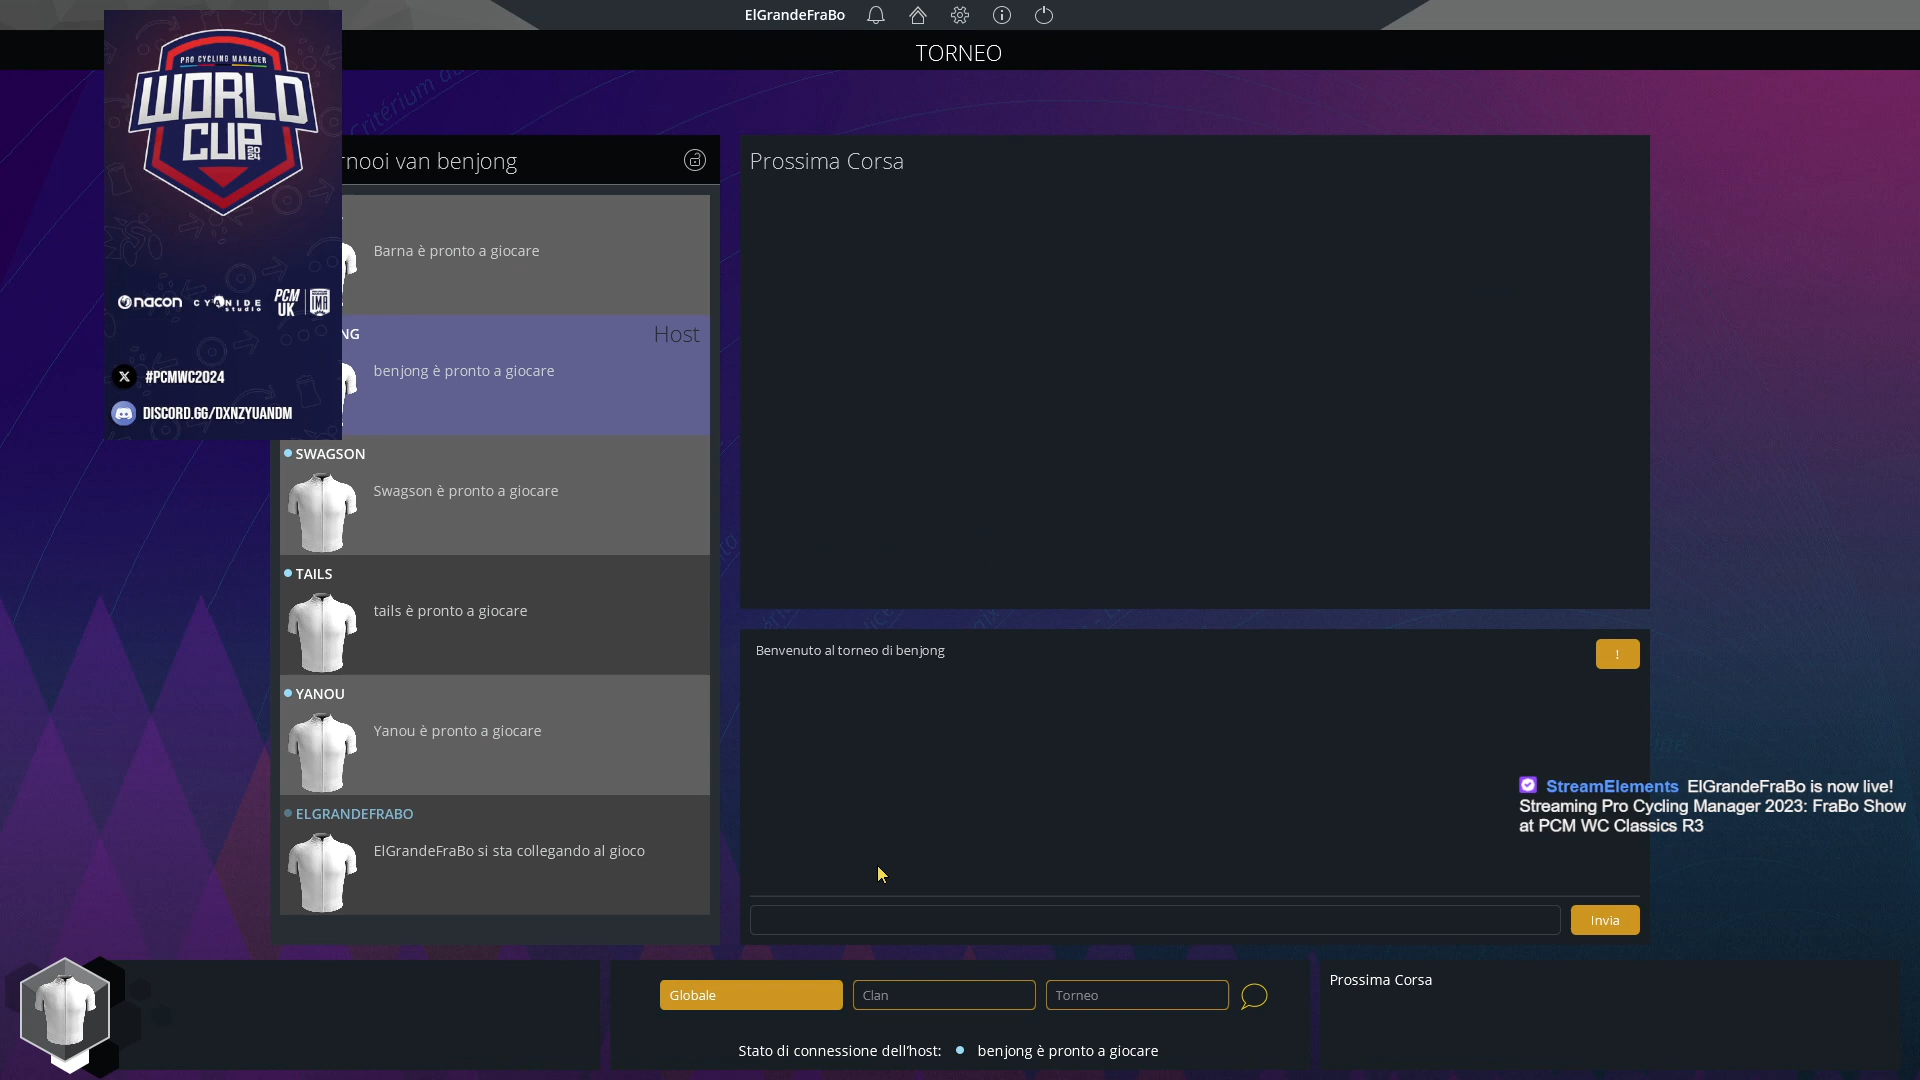 ElGrandeFraBo
TORNEO
PRO CYCLING MANAGER
WORLD
CUP
2024
nacon
CYANIDE
studio
PCM
UK
#PCMWC2024
DISCORD.GG/DXNZYUANDM
rnooi van benjong
Barna è pronto a giocare
NG
Host
benjong è pronto a giocare
SWAGSON
Swagson è pronto a giocare
TAILS
tails è pronto a giocare
YANOU
Yanou è pronto a giocare
ELGRANDEFRABO
ElGrandeFraBo si sta collegando al gioco
Prossima Corsa
Benvenuto al torneo di benjong
!
StreamElements ElGrandeFraBo is now live!
Streaming Pro Cycling Manager 2023: FraBo Show
at PCM WC Classics R3
Invia
Globale
Clan
Torneo
Stato di connessione dell'host: benjong è pronto a giocare
Prossima Corsa